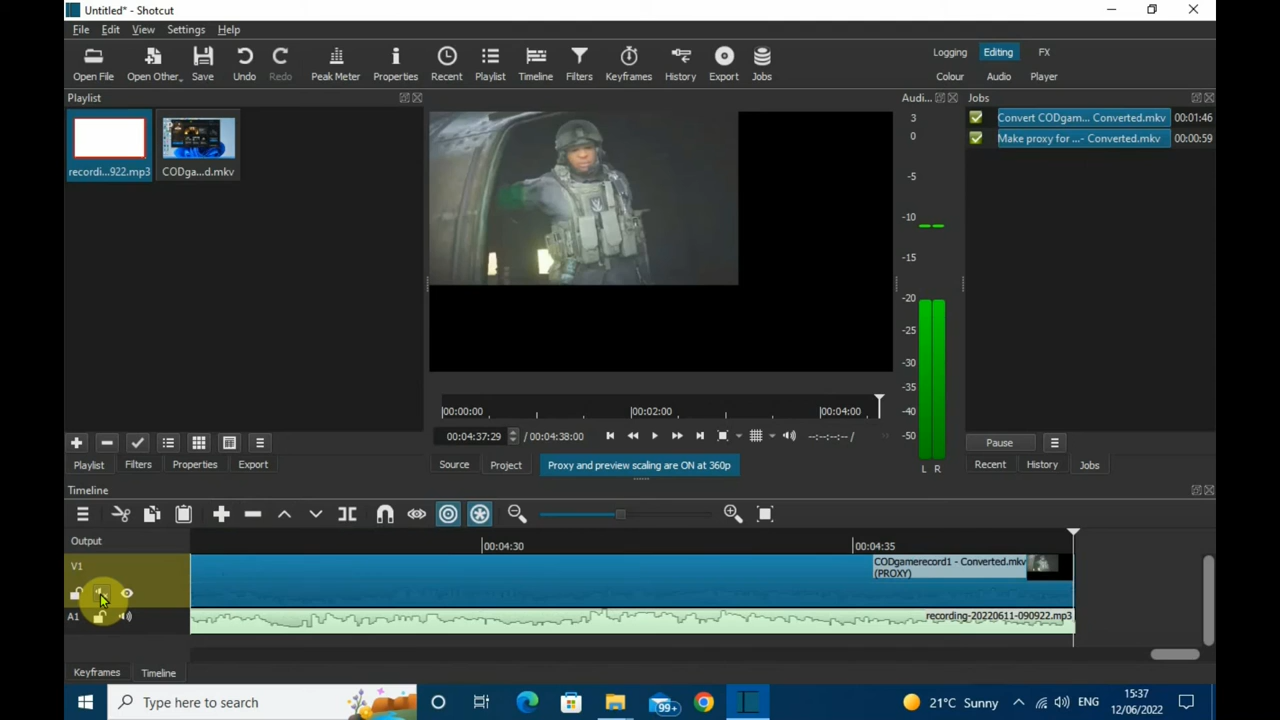 Untitled* - Shotcut
File Edit View Settings Help
Open File Open Other.. Save Undo Redo Peak Meter Properties Recent Playlist Timeline Filters Keyframes History Export Jobs
Logging Editing FX
Colour Audio Player
Playlist
Audi...
Jobs
recordi...922.mp3
CODga...d.mkv
Convert CODgam... Converted.mkv 00:01:46
Make proxy for ...- Converted.mkv 00:00:59
3
0
-5
-10
-15
-20
-25
-30
-35
-40
-50
L R
00:00:00 00:02:00 00:04:00
00:04:37:29 / 00:04:38:00 --:--:--:-- /
Pause
Playlist Filters Properties Export
Source Project Proxy and preview scaling are ON at 360p
Recent History Jobs
Timeline
Output
00:04:30 00:04:35
V1
CODgamerecord1 - Converted.mkv
(PROXY)
A1
recording-20220611-090922.mp3
Keyframes Timeline
Type here to search
99+
21°C Sunny
ENG
15:37
12/06/2022